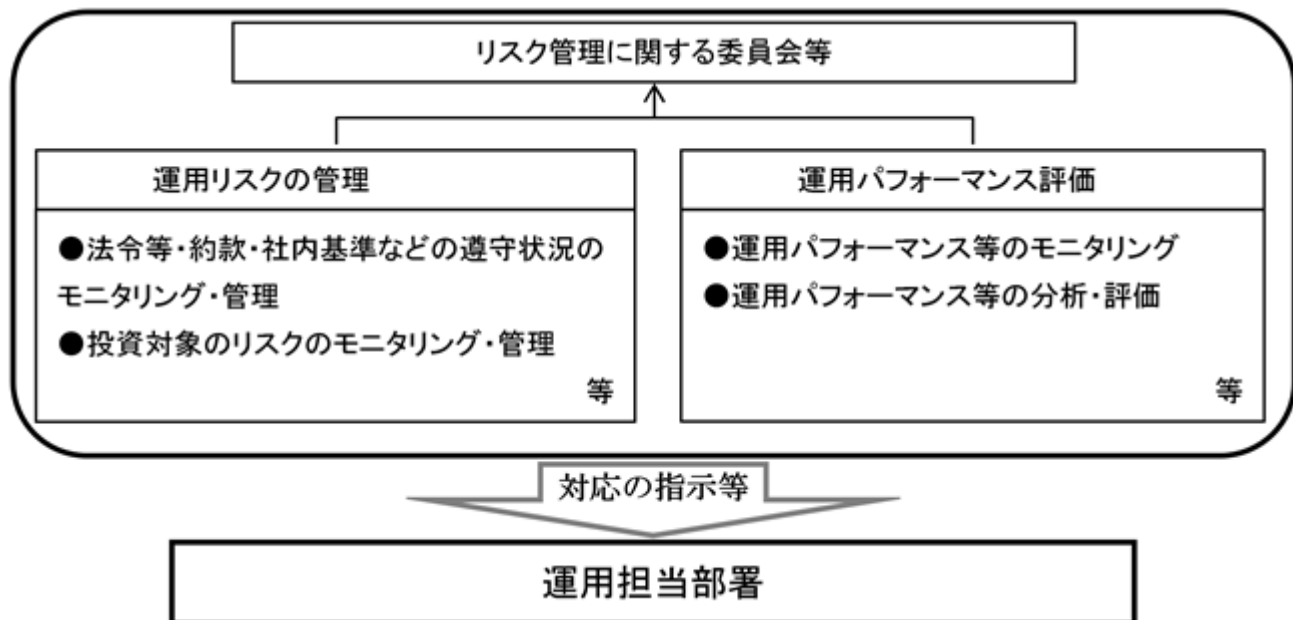 リスク管理に関する委員会等
運用リスクの管理
●法令等・約款・社内基準などの遵守状況の
モニタリング・管理
●投資対象のリスクのモニタリング・管理
等
運用パフォーマンス評価
●運用パフォーマンス等のモニタリング
●運用パフォーマンス等の分析・評価
等
対応の指示等
運用担当部署